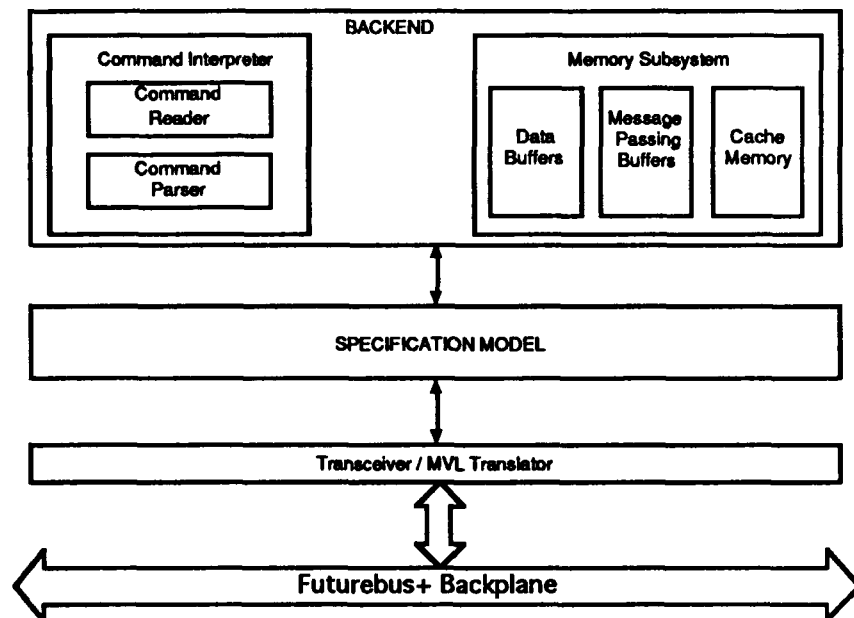 BACKEND
Command Interpreter
Command
Reader
Command
Parser
Memory Subsystem
Data
Buffers
Message
Passing
Buffers
Cache
Memory
SPECIFICATION MODEL
Transceiver / MVL Translator
Futurebus+ Backplane